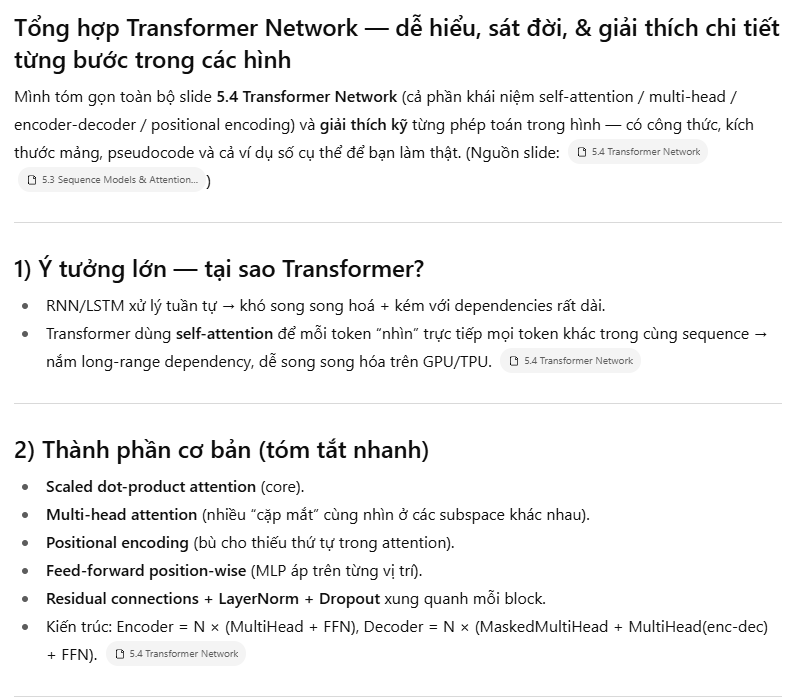 Tổng hợp Transformer Network — dễ hiểu, sát đời, & giải thích chi tiết
từng bước trong các hình
Mình tóm gọn toàn bộ slide 5.4 Transformer Network (cả phần khái niệm self-attention / multi-head /
encoder-decoder / positional encoding) và giải thích kỹ từng phép toán trong hình — có công thức, kích
thước mảng, pseudocode và cả ví dụ số cụ thể để bạn làm thật. (Nguồn slide: 5.4 Transformer Network
5.3 Sequence Models & Attention... )
1) Ý tưởng lớn — tại sao Transformer?
• RNN/LSTM xử lý tuần tự → khó song song hoá + kém với dependencies rất dài.
• Transformer dùng self-attention để mỗi token “nhìn” trực tiếp mọi token khác trong cùng sequence →
nắm long-range dependency, dễ song song hóa trên GPU/TPU. 5.4 Transformer Network
2) Thành phần cơ bản (tóm tắt nhanh)
• Scaled dot-product attention (core).
• Multi-head attention (nhiều “cặp mắt” cùng nhìn ở các subspace khác nhau).
• Positional encoding (bù cho thiếu thứ tự trong attention).
• Feed-forward position-wise (MLP áp trên từng vị trí).
• Residual connections + LayerNorm + Dropout xung quanh mỗi block.
• Kiến trúc: Encoder = N × (MultiHead + FFN), Decoder = N × (MaskedMultiHead + MultiHead(enc-dec)
+ FFN). 5.4 Transformer Network